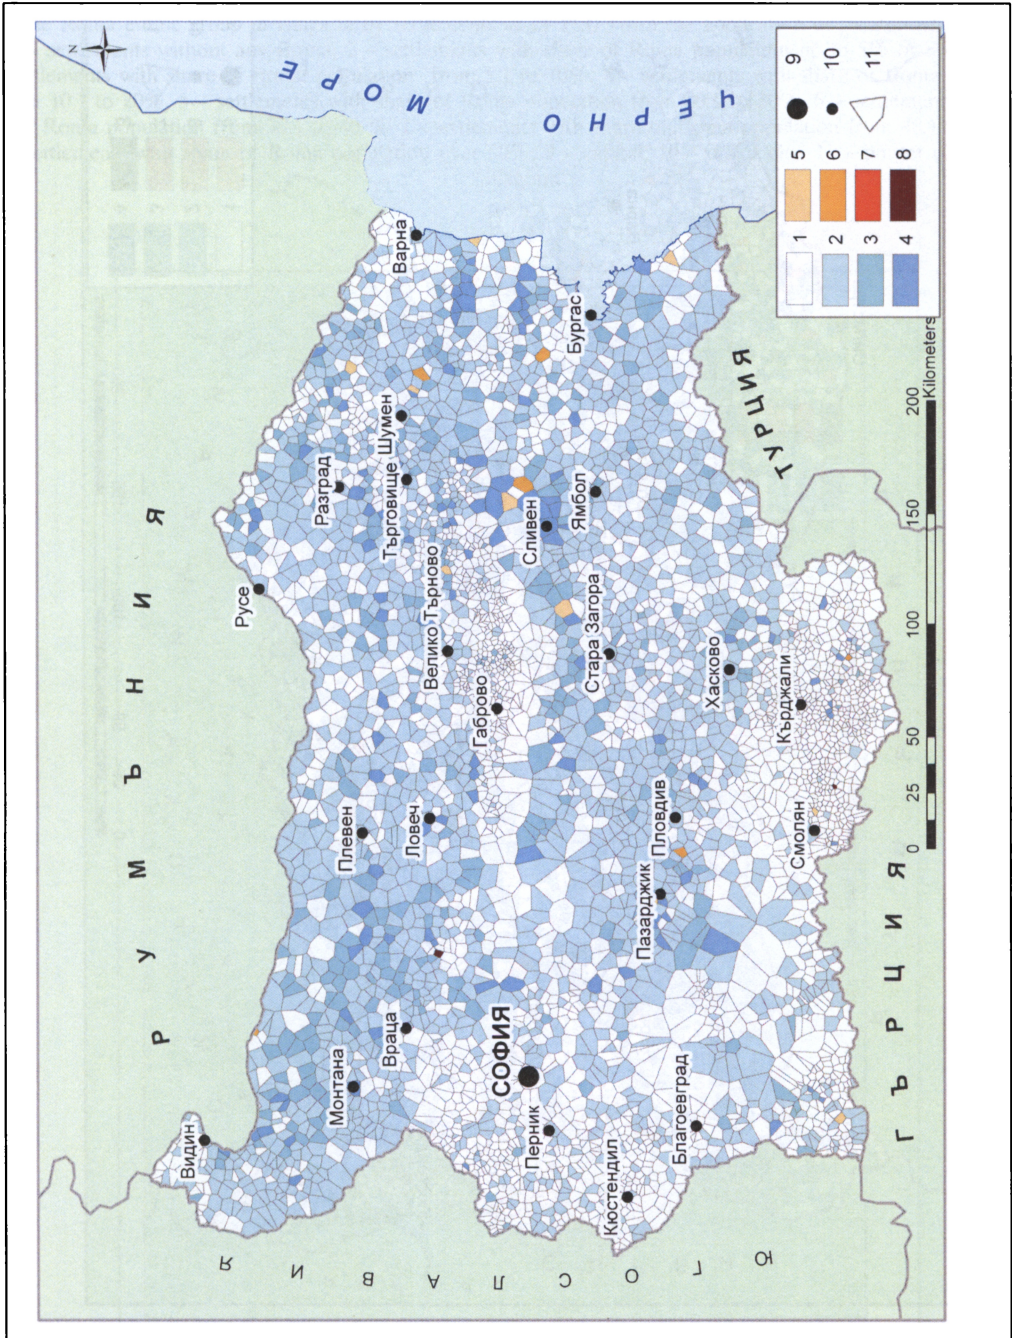 РУМЪНИЯ
ЮГОСЛАВИЯ
ЧЕРНО МОРЕ
ТУРЦИЯ
ГЪРЦИЯ
N
Видин
Монтана
Враца
Плевен
Ловеч
Русе
Разград
Търговище
Шумен
Варна
Велико Търново
Габрово
СОФИЯ
Перник
Кюстендил
Благоевград
Пазарджик
Пловдив
Смолян
Стара Загора
Сливен
Ямбол
Бургас
Хасково
Кърджали
0 25 50 100 150 200
Kilometers
1 5 9
2 6 10
3 7 11
4 8